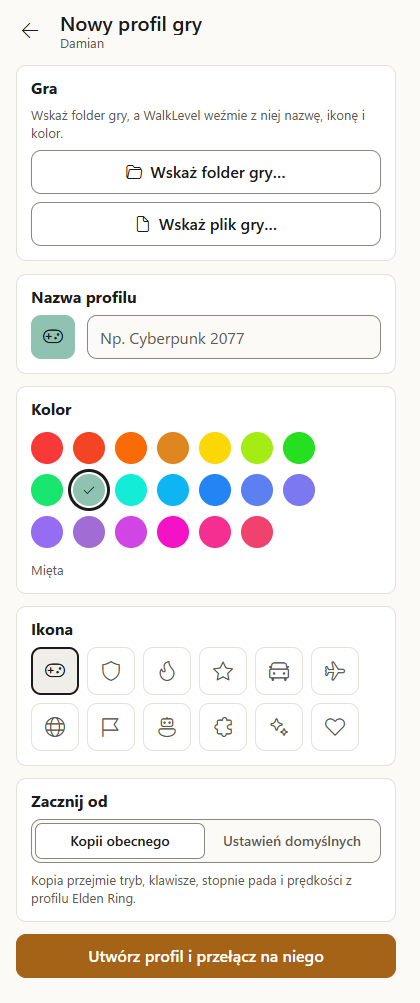 Nowy profil gry
Damian
Gra
Wskaż folder gry, a WalkLevel weźmie z niej nazwę, ikonę i
kolor.
Wskaż folder gry...
Wskaż plik gry...
Nazwa profilu
Np. Cyberpunk 2077
Kolor
Mięta
Ikona
Zacznij od
Kopii obecnego
Ustawień domyślnych
Kopia przejmie tryb, klawisze, stopnie pada i prędkości z
profilu Elden Ring.
Utwórz profil i przełącz na niego